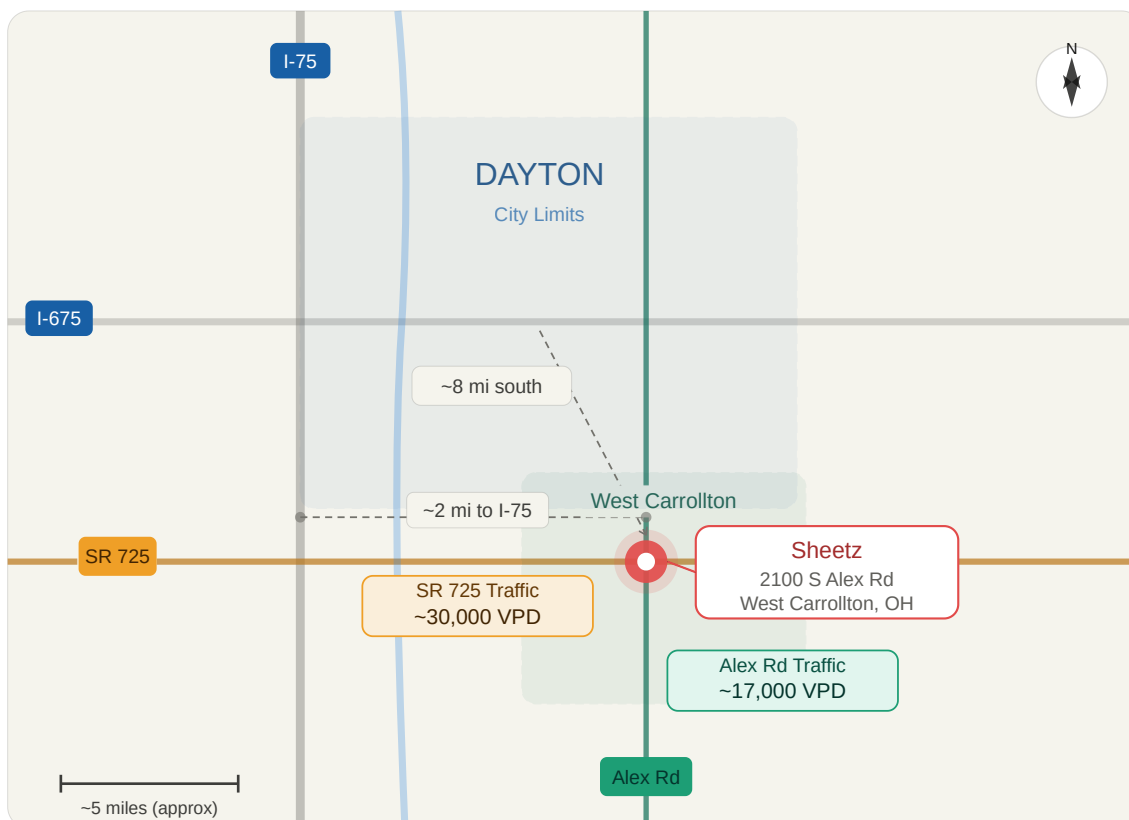 N
I-75
DAYTON
City Limits
I-675
~8 mi south
West Carrollton
~2 mi to I-75
SR 725
Sheetz
2100 S Alex Rd
West Carrollton, OH
SR 725 Traffic
~30,000 VPD
Alex Rd Traffic
~17,000 VPD
Alex Rd
~5 miles (approx)